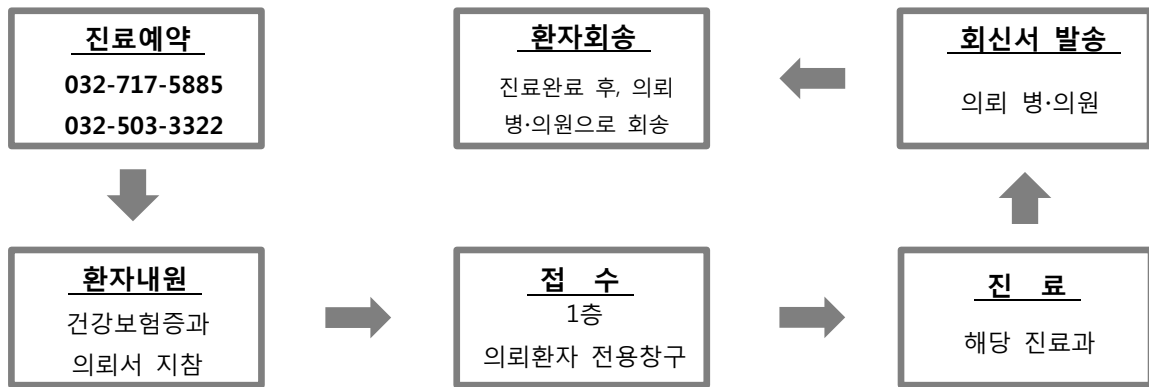 진료예약
032-717-5885
032-503-3322
환자내원
건강보험증과
의뢰서 지참
접 수
1층
의뢰환자 전용창구
진 료
해당 진료과
회신서 발송
의뢰 병·의원
환자회송
진료완료 후, 의뢰
병·의원으로 회송